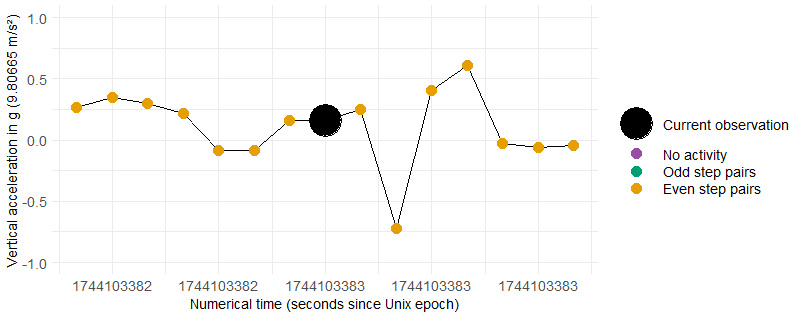 Vertical acceleration in g (9.80665 m/s²)
1.0
0.5
0.0
-0.5
-1.0
1744103382 1744103382 1744103383 1744103383 1744103383
Numerical time (seconds since Unix epoch)
Current observation
No activity
Odd step pairs
Even step pairs